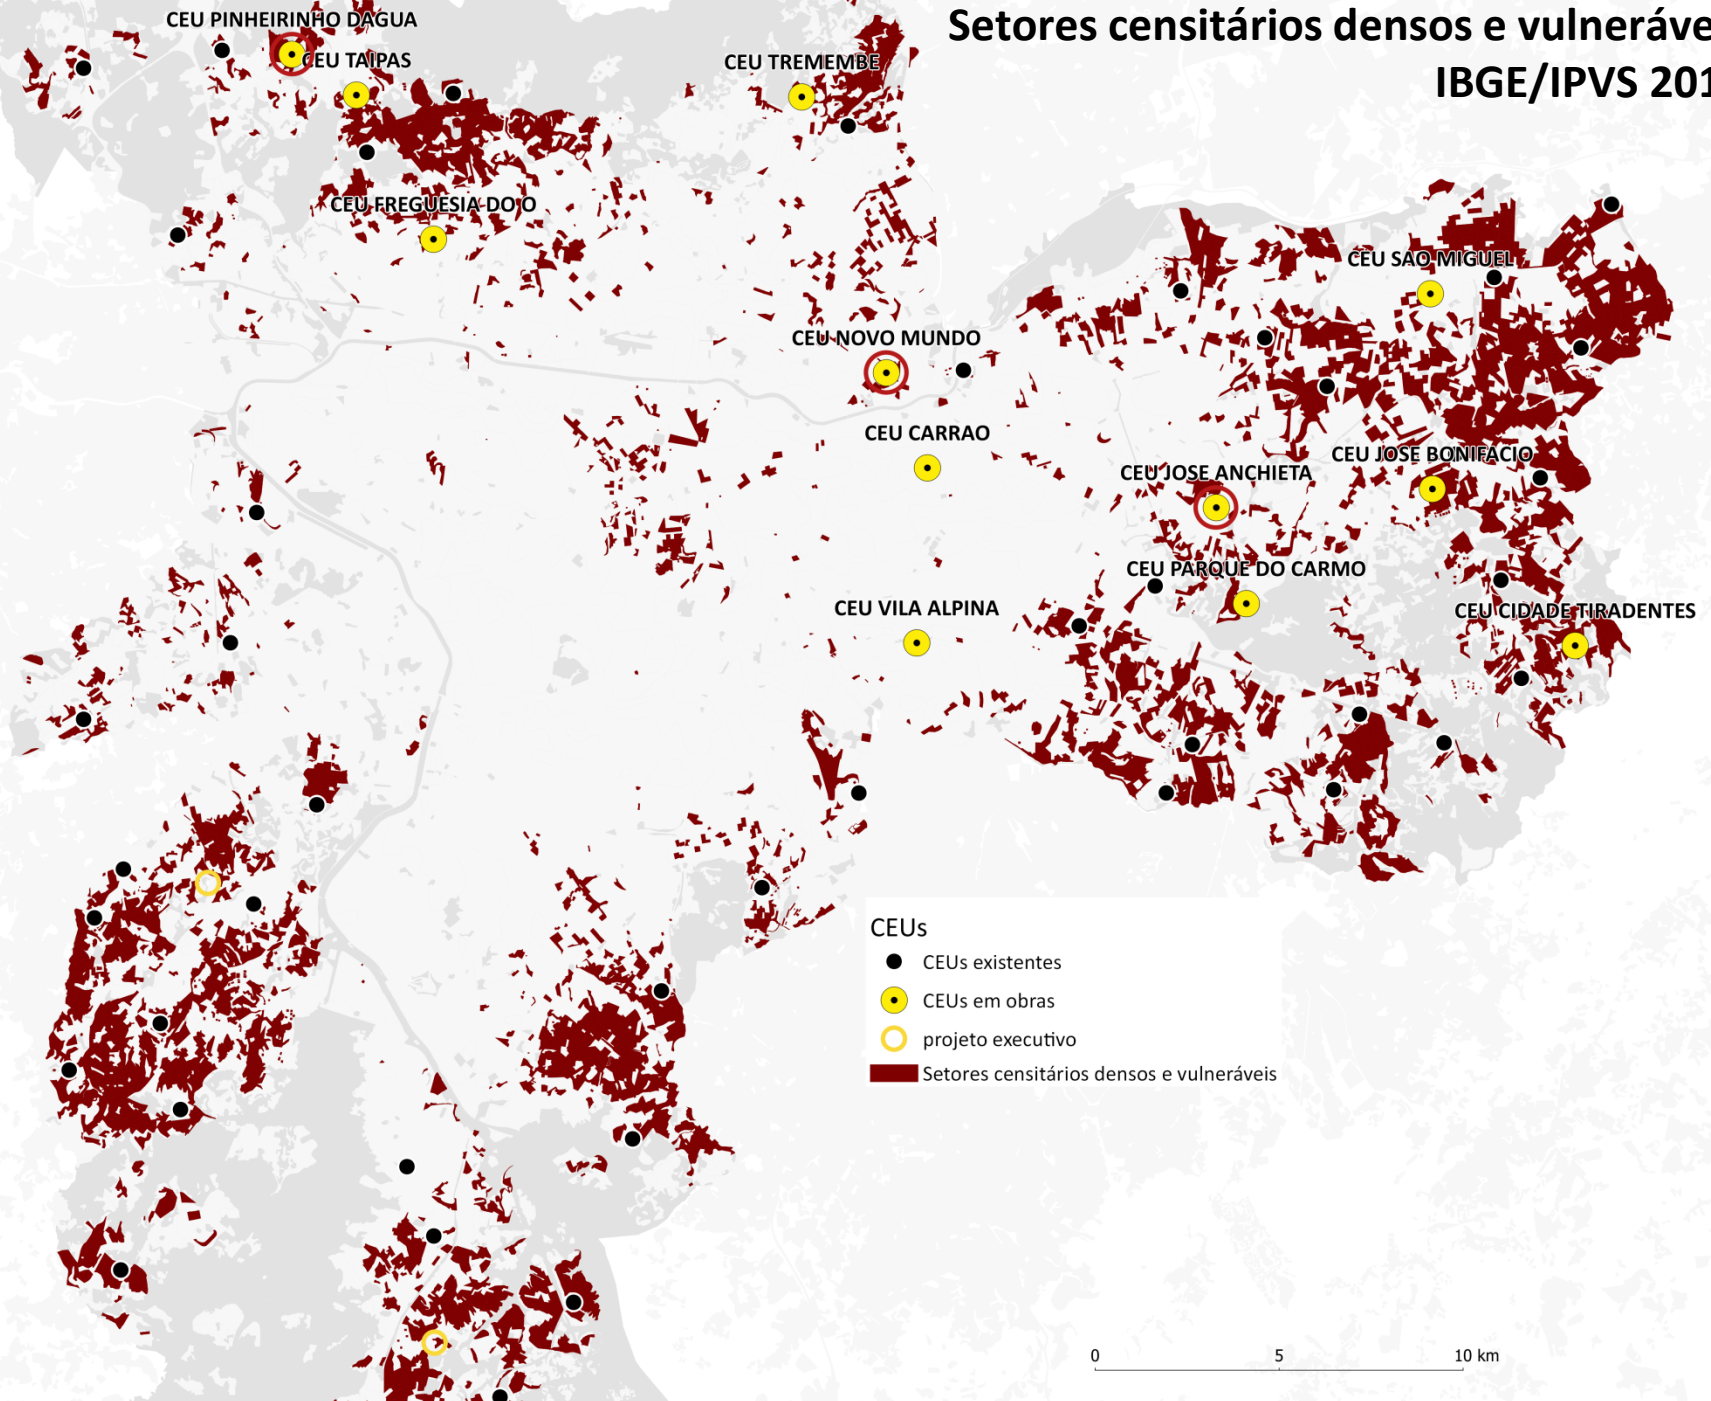 Setores censitários densos e vulneráve
IBGE/IPVS 201
CEU PINHEIRINHO DAGUA
CEU TAIPAS
CEU TREMEMBE
CEU FREGUESIA DO O
CEU SAO MIGUEL
CEU NOVO MUNDO
CEU CARRAO
CEU JOSE BONIFACIO
CEU JOSE ANCHIETA
CEU PARQUE DO CARMO
CEU VILA ALPINA
CEU CIDADE TIRADENTES
CEUs
CEUs existentes
CEUs em obras
projeto executivo
Setores censitários densos e vulneráveis
0 5 10 km